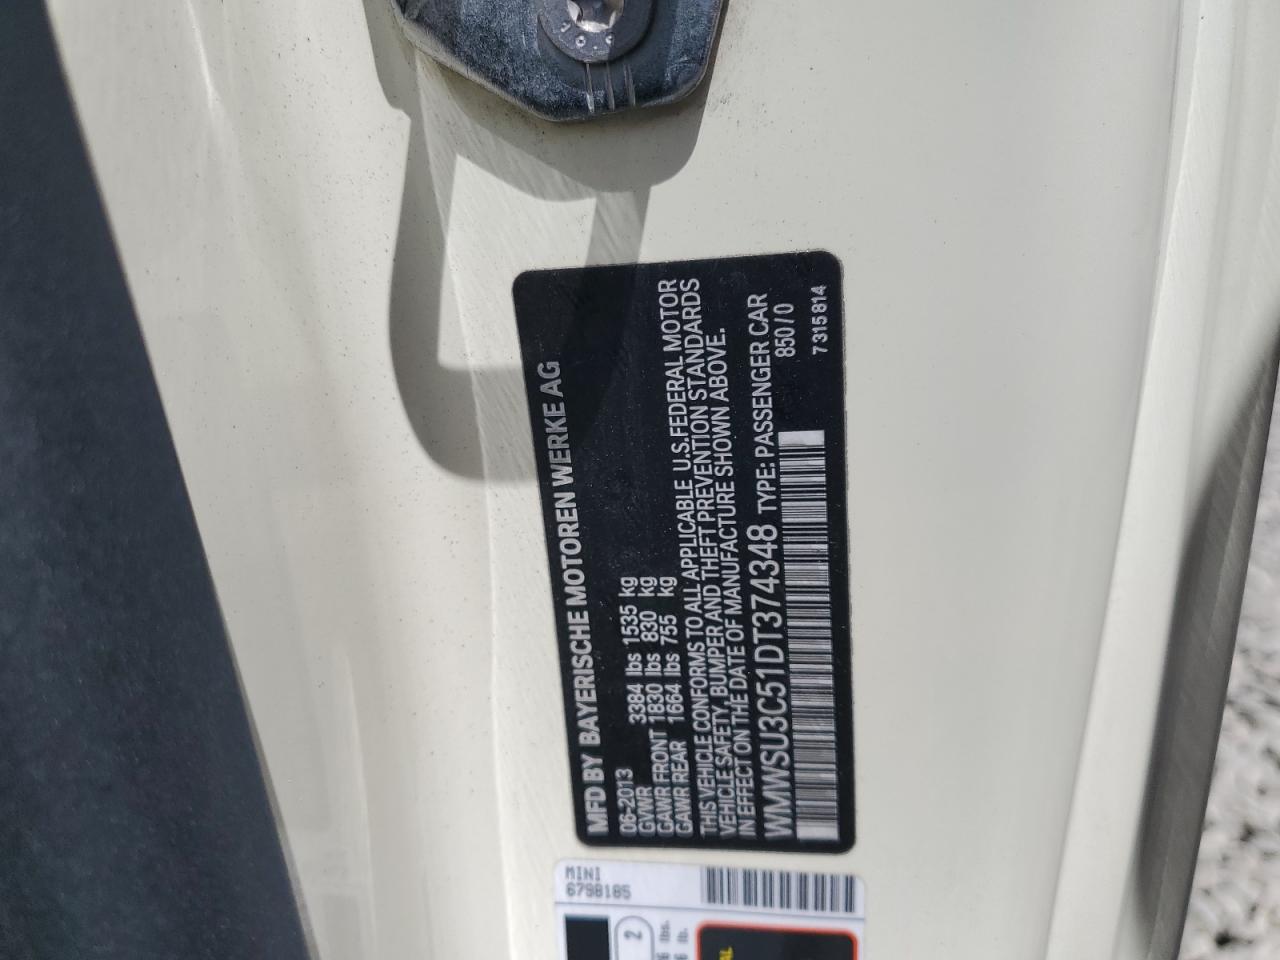 MFD BY BAYERISCHE MOTOREN WERKE AG
06-2013
GVWR 3384 lbs 1535 kg
GAWR FRONT 1830 lbs 830 kg
GAWR REAR 1664 lbs 755 kg
THIS VEHICLE CONFORMS TO ALL APPLICABLE U.S.FEDERAL MOTOR
VEHICLE SAFETY, BUMPER AND THEFT PREVENTION STANDARDS
IN EFFECT ON THE DATE OF MANUFACTURE SHOWN ABOVE.
WMWSU3C51DT374348 TYPE: PASSENGER CAR
850 / 0
7315814
MINI
6798185
2
lbs.
lb.